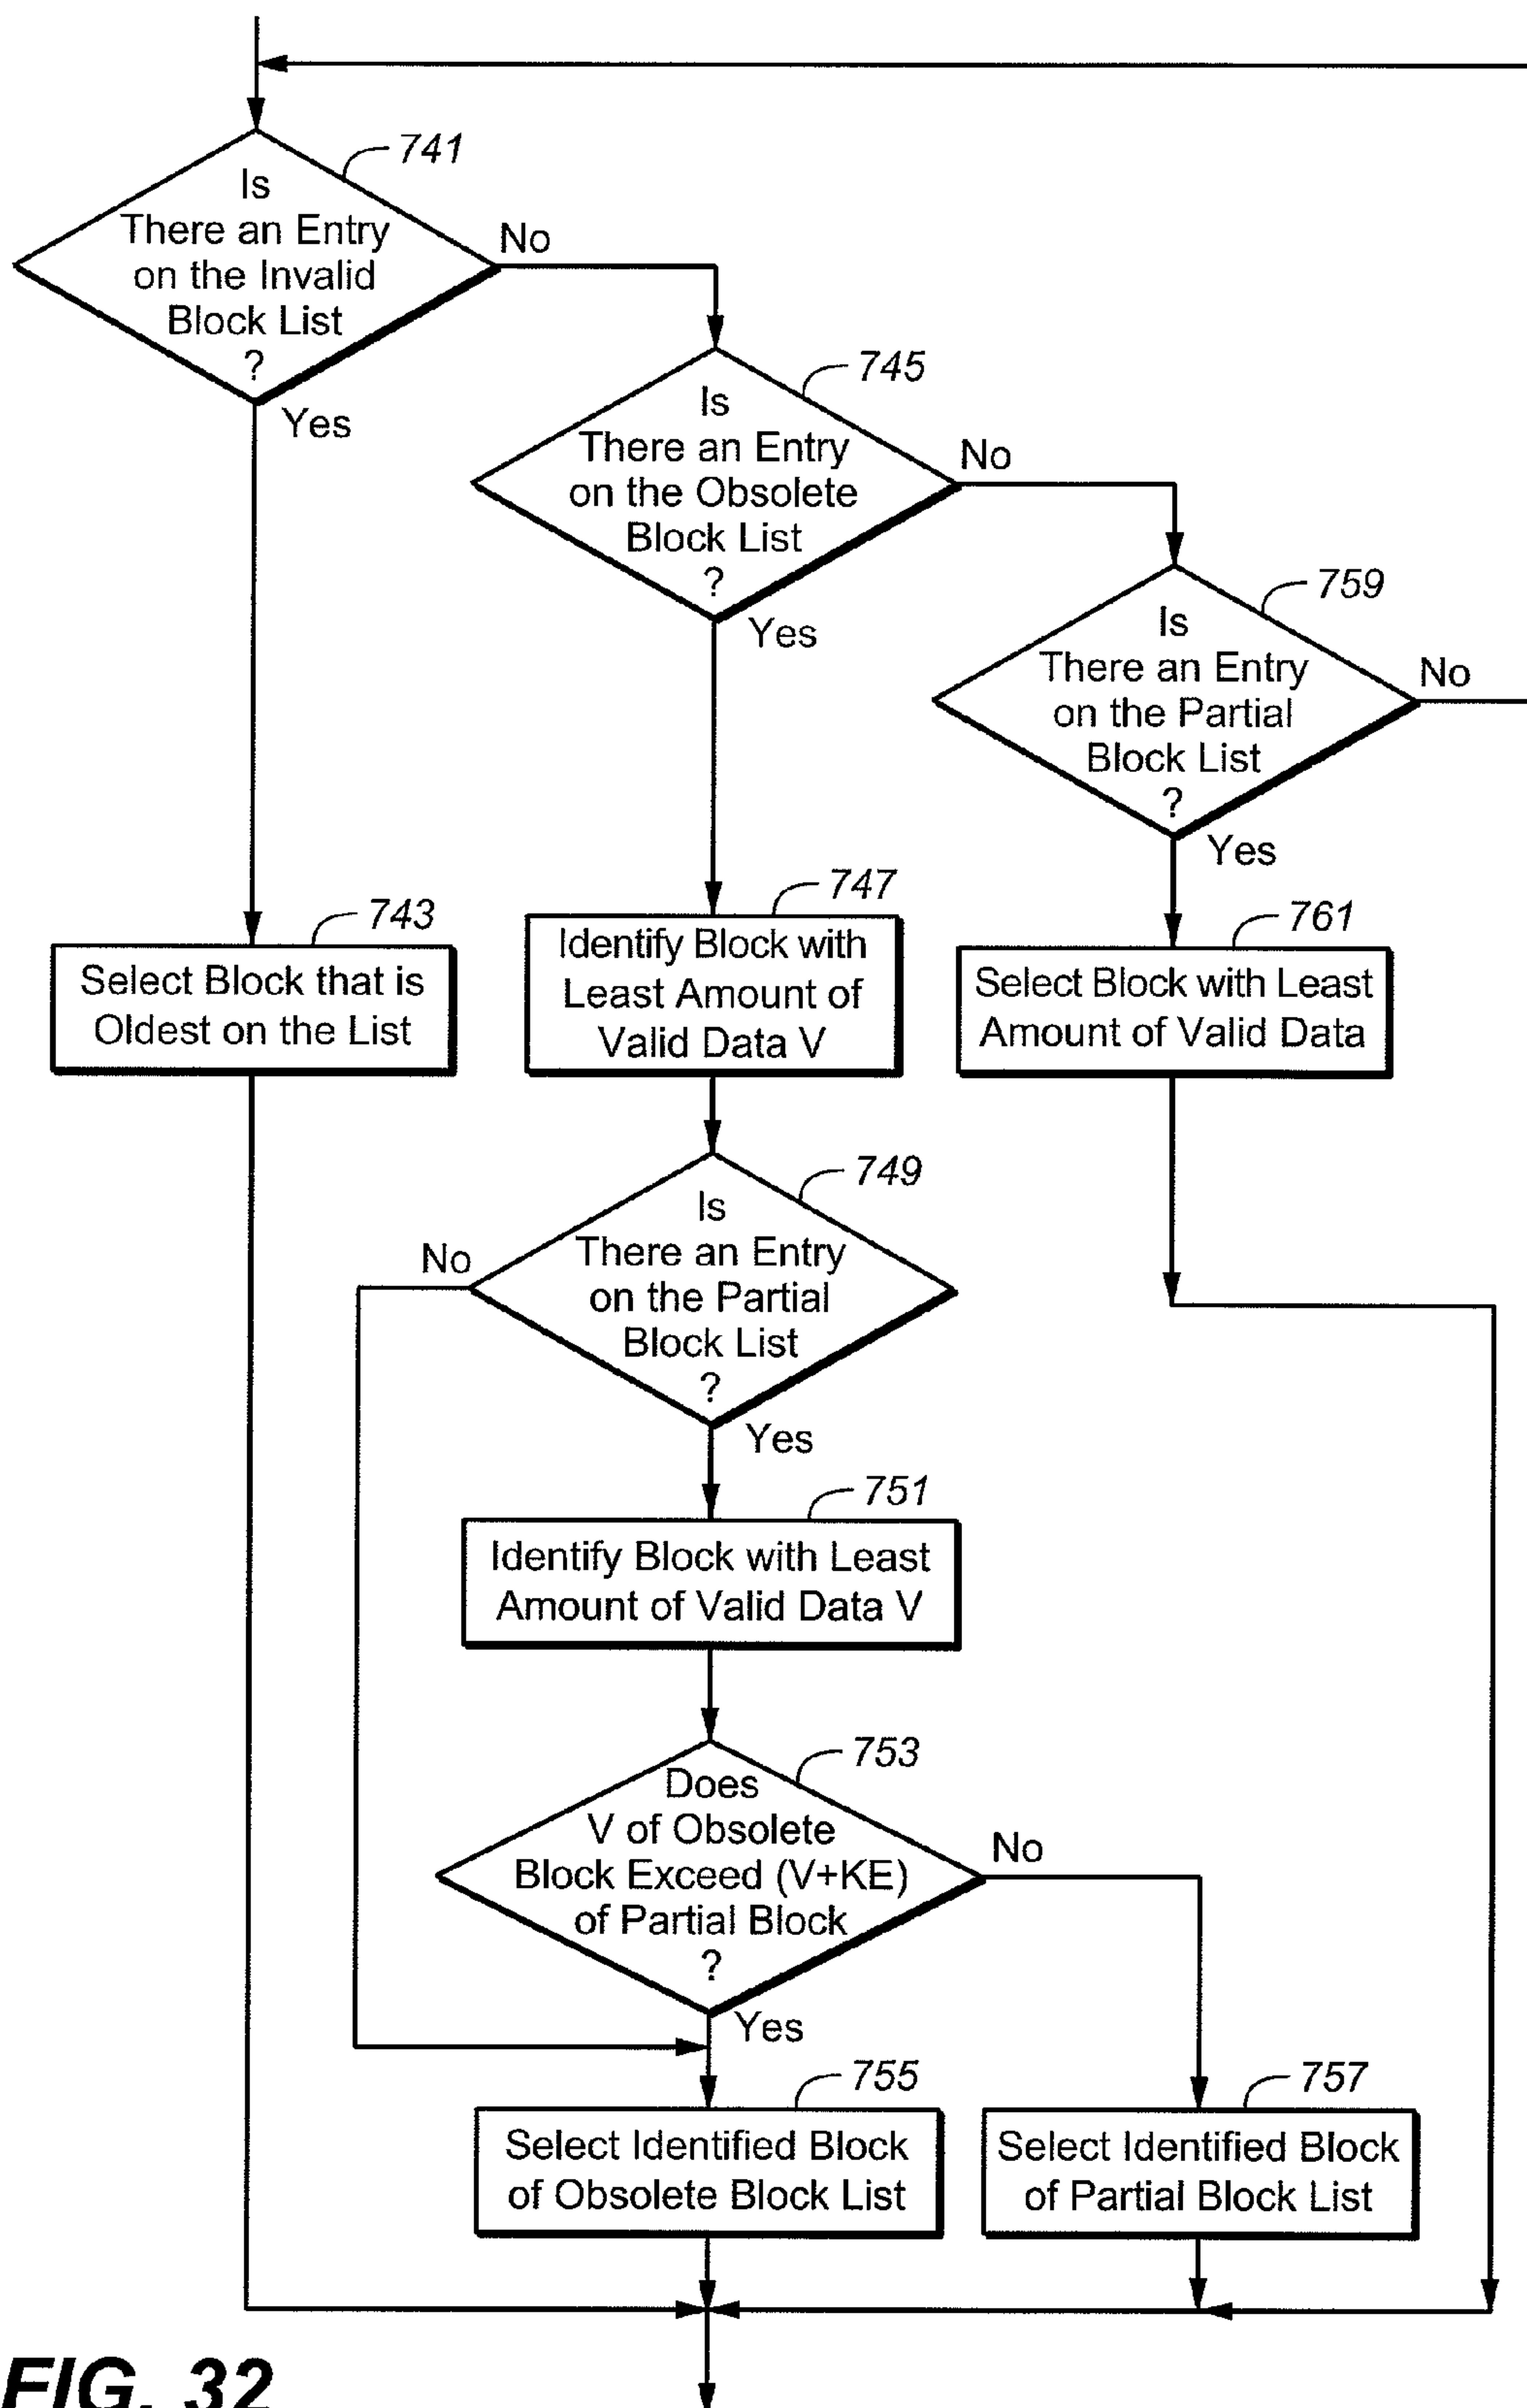 741
Is
There an Entry
on the Invalid
Block List
?
No
Yes
745
Is
There an Entry
on the Obsolete
Block List
?
No
Yes
759
Is
There an Entry
on the Partial
Block List
?
No
Yes
743
Select Block that is
Oldest on the List
747
Identify Block with
Least Amount of
Valid Data V
761
Select Block with Least
Amount of Valid Data
749
Is
There an Entry
on the Partial
Block List
?
No
Yes
751
Identify Block with Least
Amount of Valid Data V
753
Does
V of Obsolete
Block Exceed (V+KE)
of Partial Block
?
No
Yes
755
Select Identified Block
of Obsolete Block List
757
Select Identified Block
of Partial Block List
FIG. 32